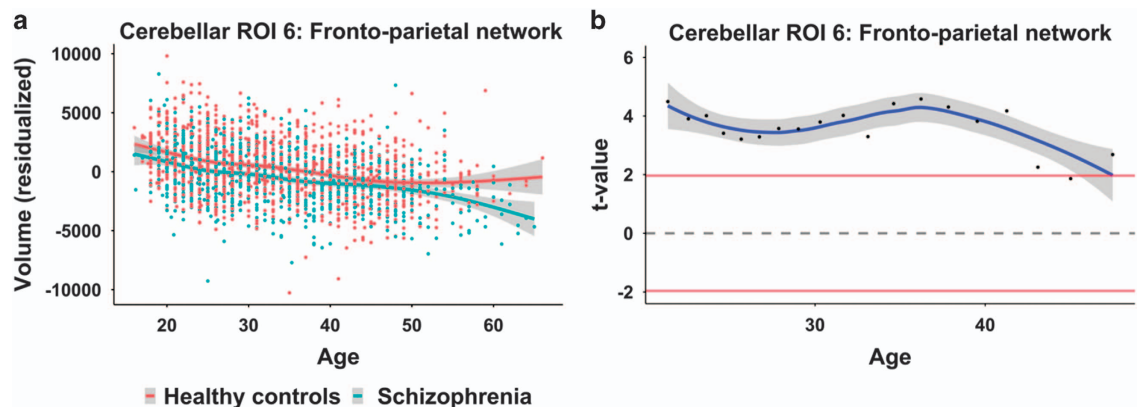 a
Cerebellar ROI 6: Fronto-parietal network
Volume (residualized)
10000
5000
0
-5000
-10000
20 30 40 50 60
Age
Healthy controls Schizophrenia
b
Cerebellar ROI 6: Fronto-parietal network
t-value
6
4
2
0
-2
30 40
Age